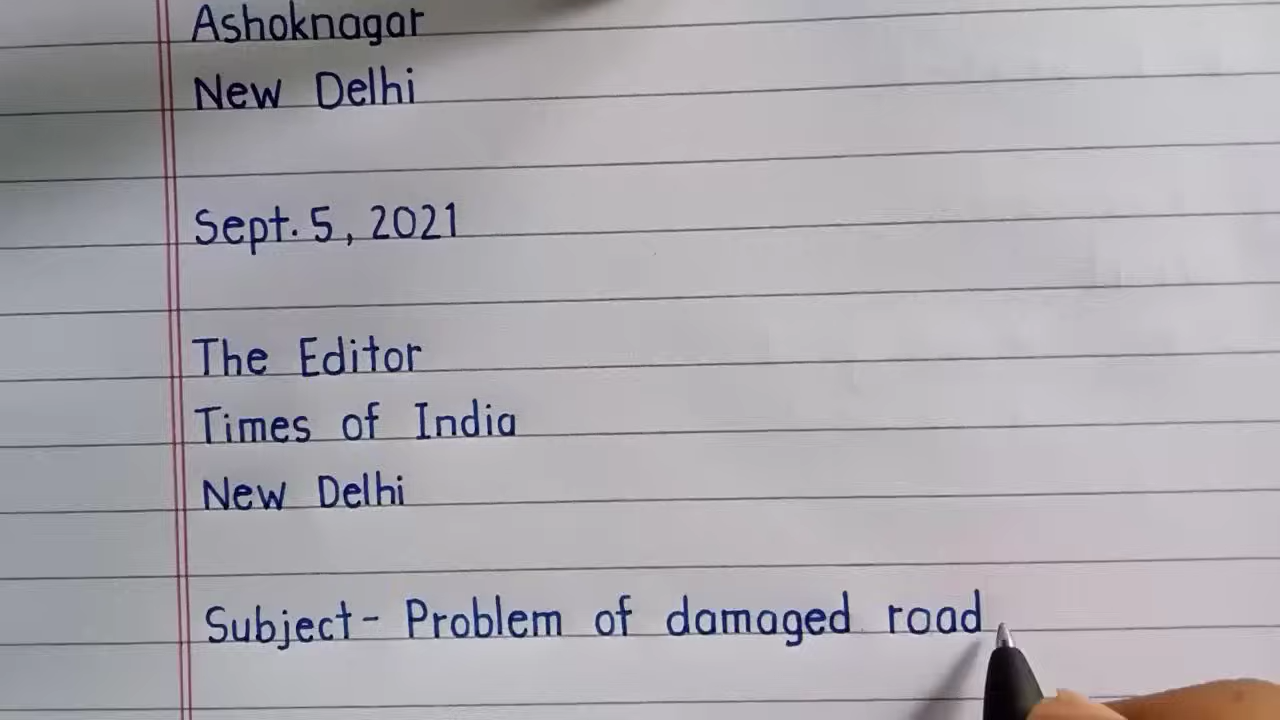 Ashoknagar
New Delhi
Sept. 5, 2021
The Editor
Times of India
New Delhi
Subject - Problem of damaged road